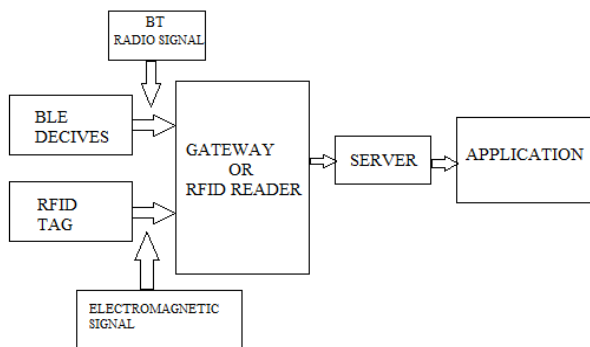 BT
RADIO SIGNAL
BLE
DECIVES
GATEWAY
OR
RFID READER
SERVER
APPLICATION
RFID
TAG
ELECTROMAGNETIC
SIGNAL